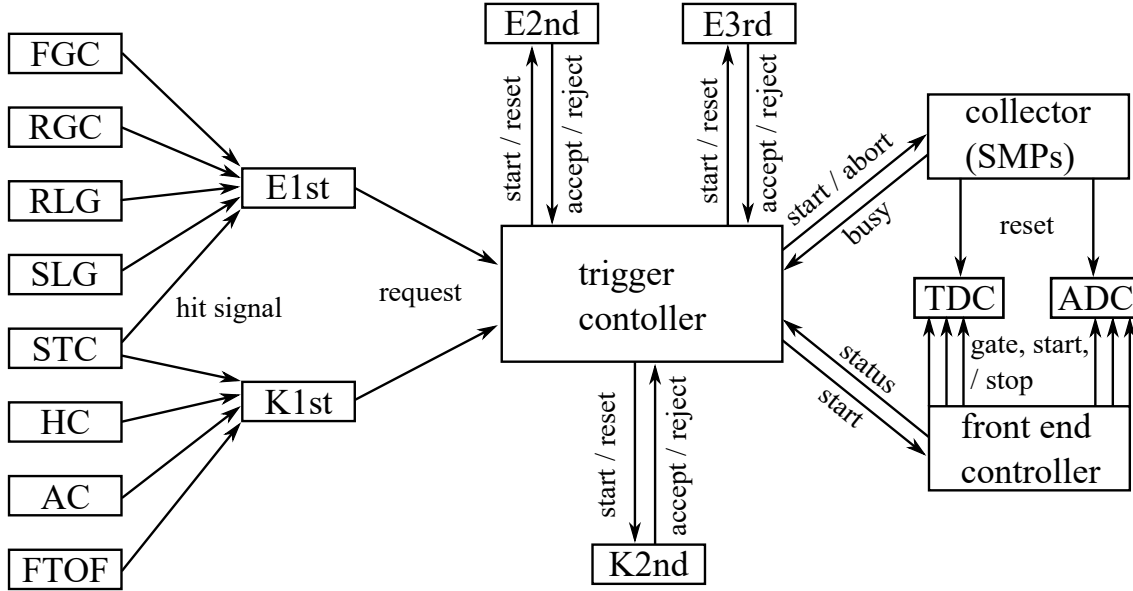 FGC
RGC
RLG
SLG
STC
HC
AC
FTOF
hit signal
E1st
K1st
request
E2nd
start / reset
accept / reject
E3rd
start / reset
accept / reject
trigger
contoller
start / reset
accept / reject
K2nd
start / abort
busy
status
start
collector
(SMPs)
reset
TDC
ADC
gate, start,
/ stop
front end
controller